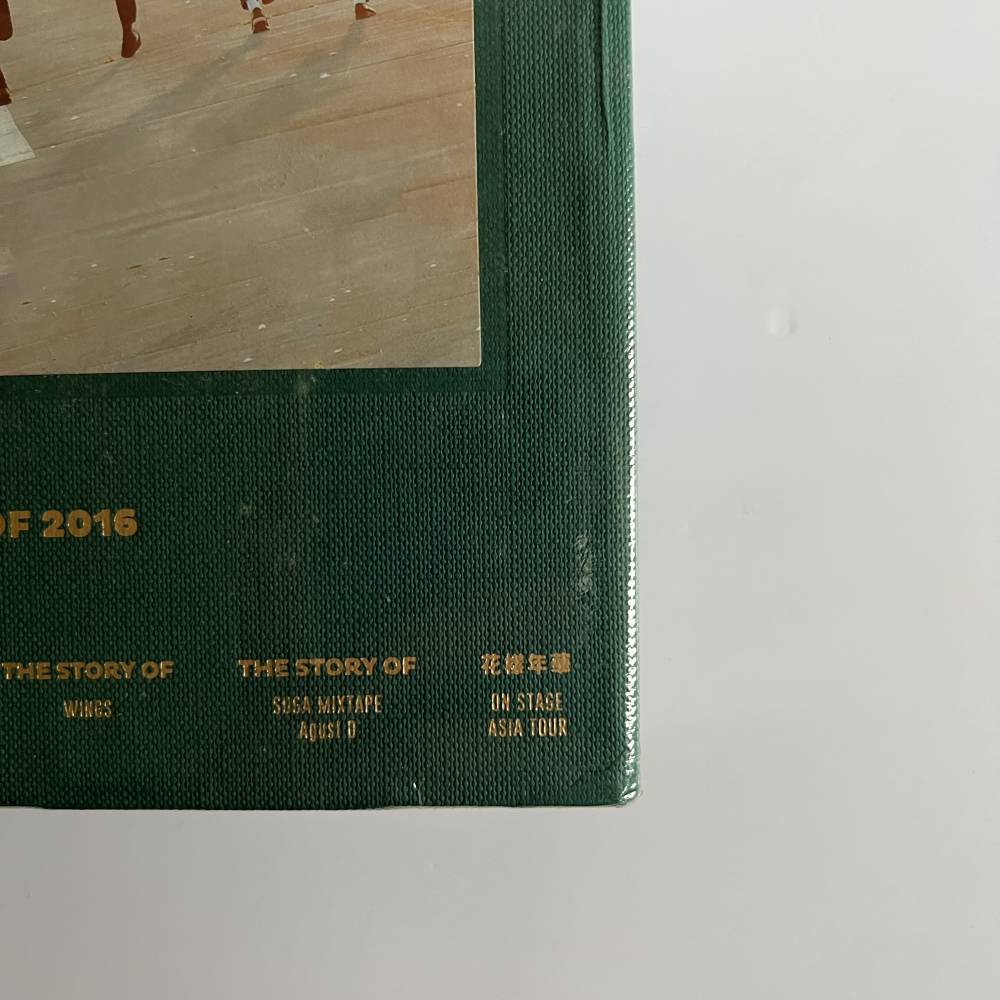 OF 2016
THE STORY OF
WINGS
THE STORY OF
SUGA MIXTAPE
Agust D
花樣年華
ON STAGE
ASIA TOUR